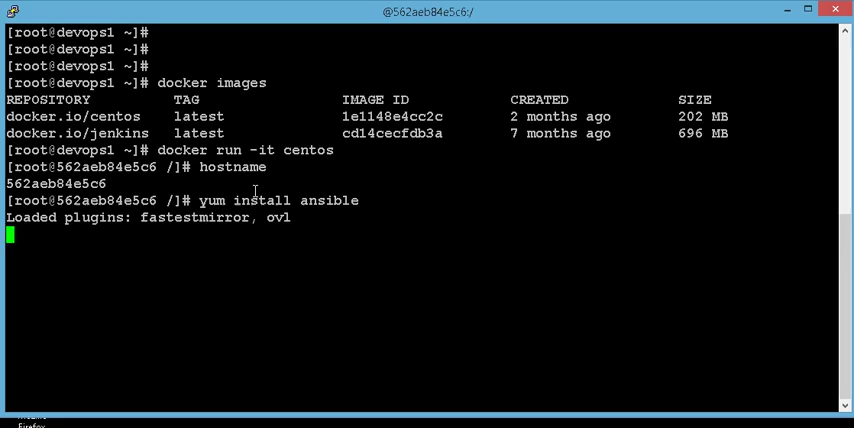 @562aeb84e5c6:/
[root@devops1 ~]#
[root@devops1 ~]#
[root@devops1 ~]#
[root@devops1 ~]# docker images
REPOSITORY TAG IMAGE ID CREATED SIZE
docker.io/centos latest 1e1148e4cc2c 2 months ago 202 MB
docker.io/jenkins latest cd14cecfdb3a 7 months ago 696 MB
[root@devops1 ~]# docker run -it centos
[root@562aeb84e5c6 /]# hostname
562aeb84e5c6
[root@562aeb84e5c6 /]# yum install ansible
Loaded plugins: fastestmirror, ovl
Firefox